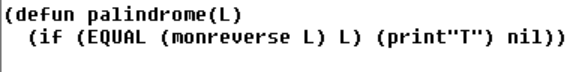 (defun palindrome(L)
(if (EQUAL (monreverse L) L) (print"T") nil))